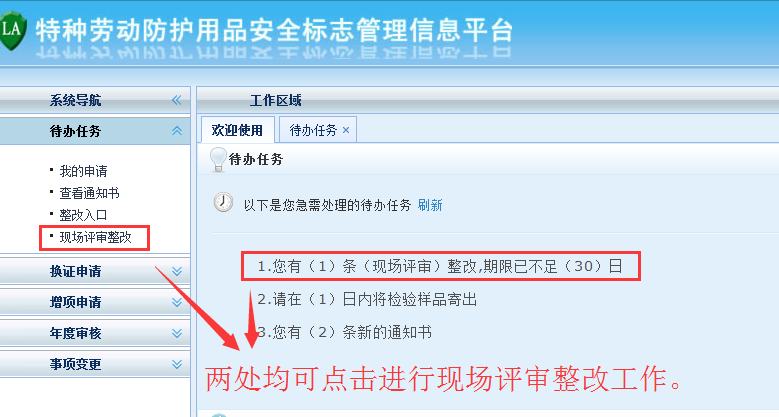 LA 特种劳动防护用品安全标志管理信息平台
系统导航
待办任务
我的申请
查看通知书
整改入口
现场评审整改
换证申请
增项申请
年度审核
事项变更
工作区域
欢迎使用 待办任务 ×
待办任务
以下是您急需处理的待办任务 刷新
1.您有（1）条（现场评审）整改,期限已不足（30）日
2.请在（1）日内将检验样品寄出
3.您有（2）条新的通知书
两处均可点击进行现场评审整改工作。